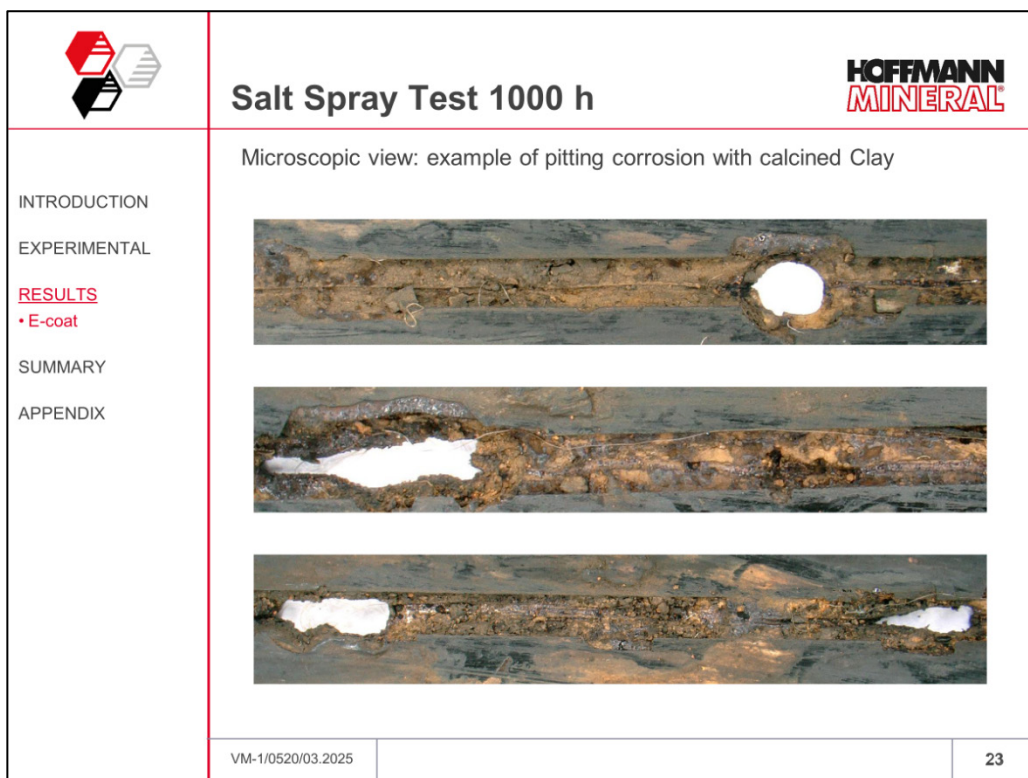 Salt Spray Test 1000 h
HOFFMANN
MINERAL®
Microscopic view: example of pitting corrosion with calcined Clay
INTRODUCTION
EXPERIMENTAL
RESULTS
• E-coat
SUMMARY
APPENDIX
VM-1/0520/03.2025
23